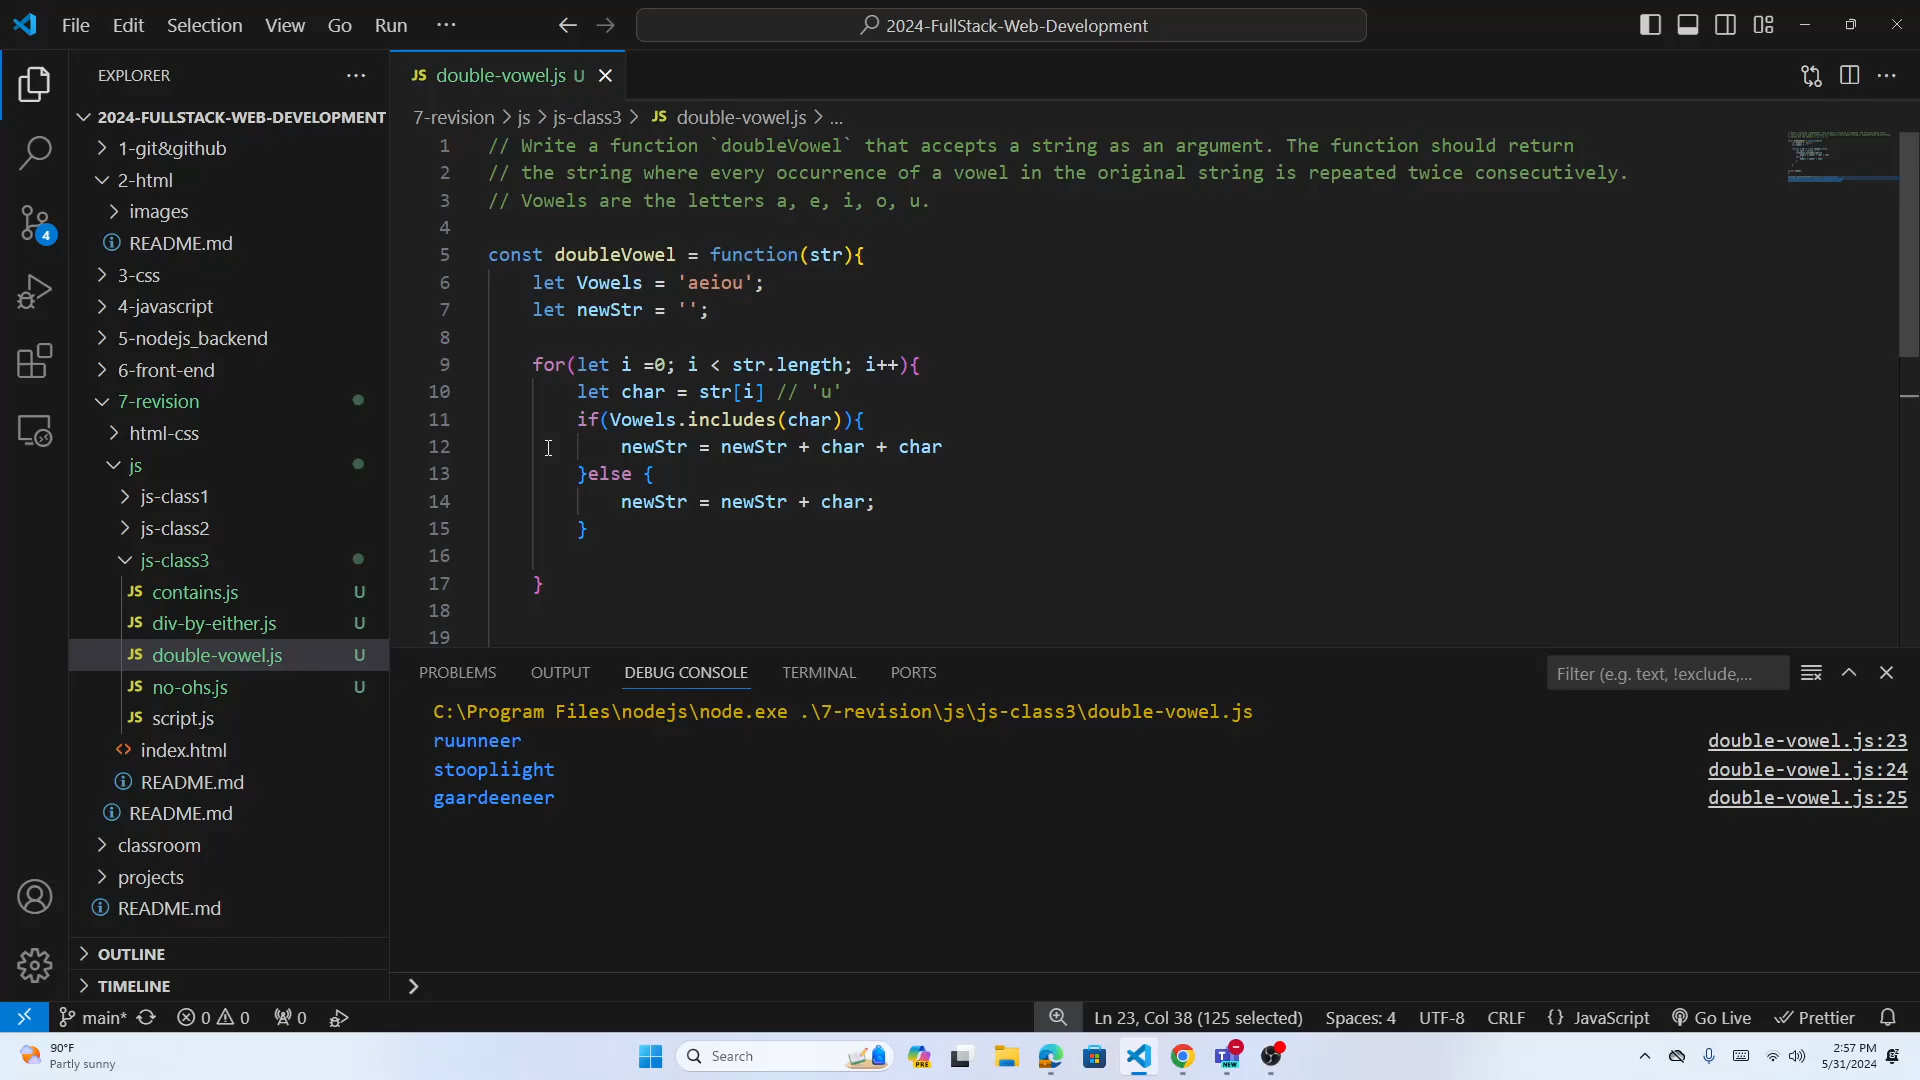 File Edit Selection View Go Run ···
2024-FullStack-Web-Development
EXPLORER
double-vowel.js U
2024-FULLSTACK-WEB-DEVELOPMENT
1-git&github
2-html
images
README.md
3-css
4-javascript
5-nodejs_backend
6-front-end
7-revision
html-css
js
js-class1
js-class2
js-class3
contains.js U
div-by-either.js U
double-vowel.js U
no-ohs.js U
script.js
index.html
README.md
README.md
classroom
projects
README.md
OUTLINE
TIMELINE
4
7-revision > js > js-class3 > JS double-vowel.js > ...
1 // Write a function `doubleVowel` that accepts a string as an argument. The function should return
2 // the string where every occurrence of a vowel in the original string is repeated twice consecutively.
3 // Vowels are the letters a, e, i, o, u.
4
5 const doubleVowel = function(str){
6 let Vowels = 'aeiou';
7 let newStr = '';
8
9 for(let i =0; i < str.length; i++){
10 let char = str[i] // 'u'
11 if(Vowels.includes(char)){
12 newStr = newStr + char + char
13 }else {
14 newStr = newStr + char;
15 }
16
17 }
18
19
PROBLEMS OUTPUT DEBUG CONSOLE TERMINAL PORTS
Filter (e.g. text, !exclude,...
C:\Program Files\nodejs\node.exe .\7-revision\js\js-class3\double-vowel.js
ruunneer double-vowel.js:23
stoopliight double-vowel.js:24
gaardeeneer double-vowel.js:25
main* 0 0 0
Ln 23, Col 38 (125 selected) Spaces: 4 UTF-8 CRLF {} JavaScript Go Live Prettier
90°F
Partly sunny
Search
PRE
NEW
2:57 PM
5/31/2024